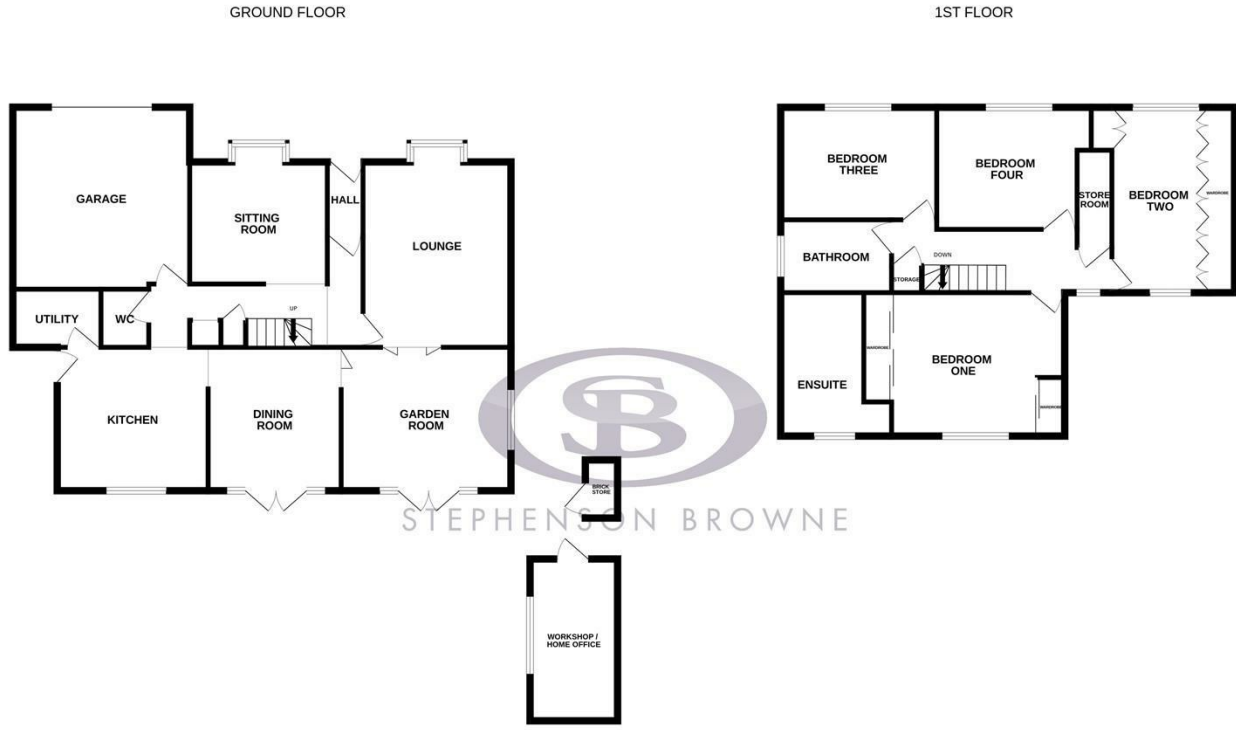 GROUND FLOOR
GARAGE
SITTING
ROOM
HALL
LOUNGE
UTILITY
WC
UP
KITCHEN
DINING
ROOM
GARDEN
ROOM
BRICK
STORE
WORKSHOP /
HOME OFFICE
1ST FLOOR
BEDROOM
THREE
BEDROOM
FOUR
STORE
ROOM
BEDROOM
TWO
WARDROBE
BATHROOM
STORAGE
DOWN
ENSUITE
WARDROBE
BEDROOM
ONE
WARDROBE
SB
STEPHENSON BROWNE